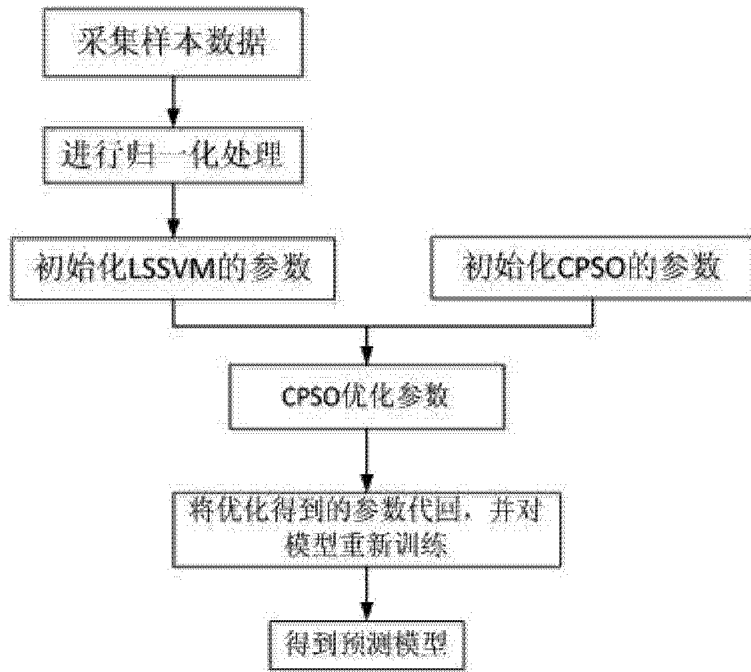 采集样本数据
进行归一化处理
初始化LSSVM的参数
初始化CPSO的参数
CPSO优化参数
将优化得到的参数代回，并对
模型重新训练
得到预测模型